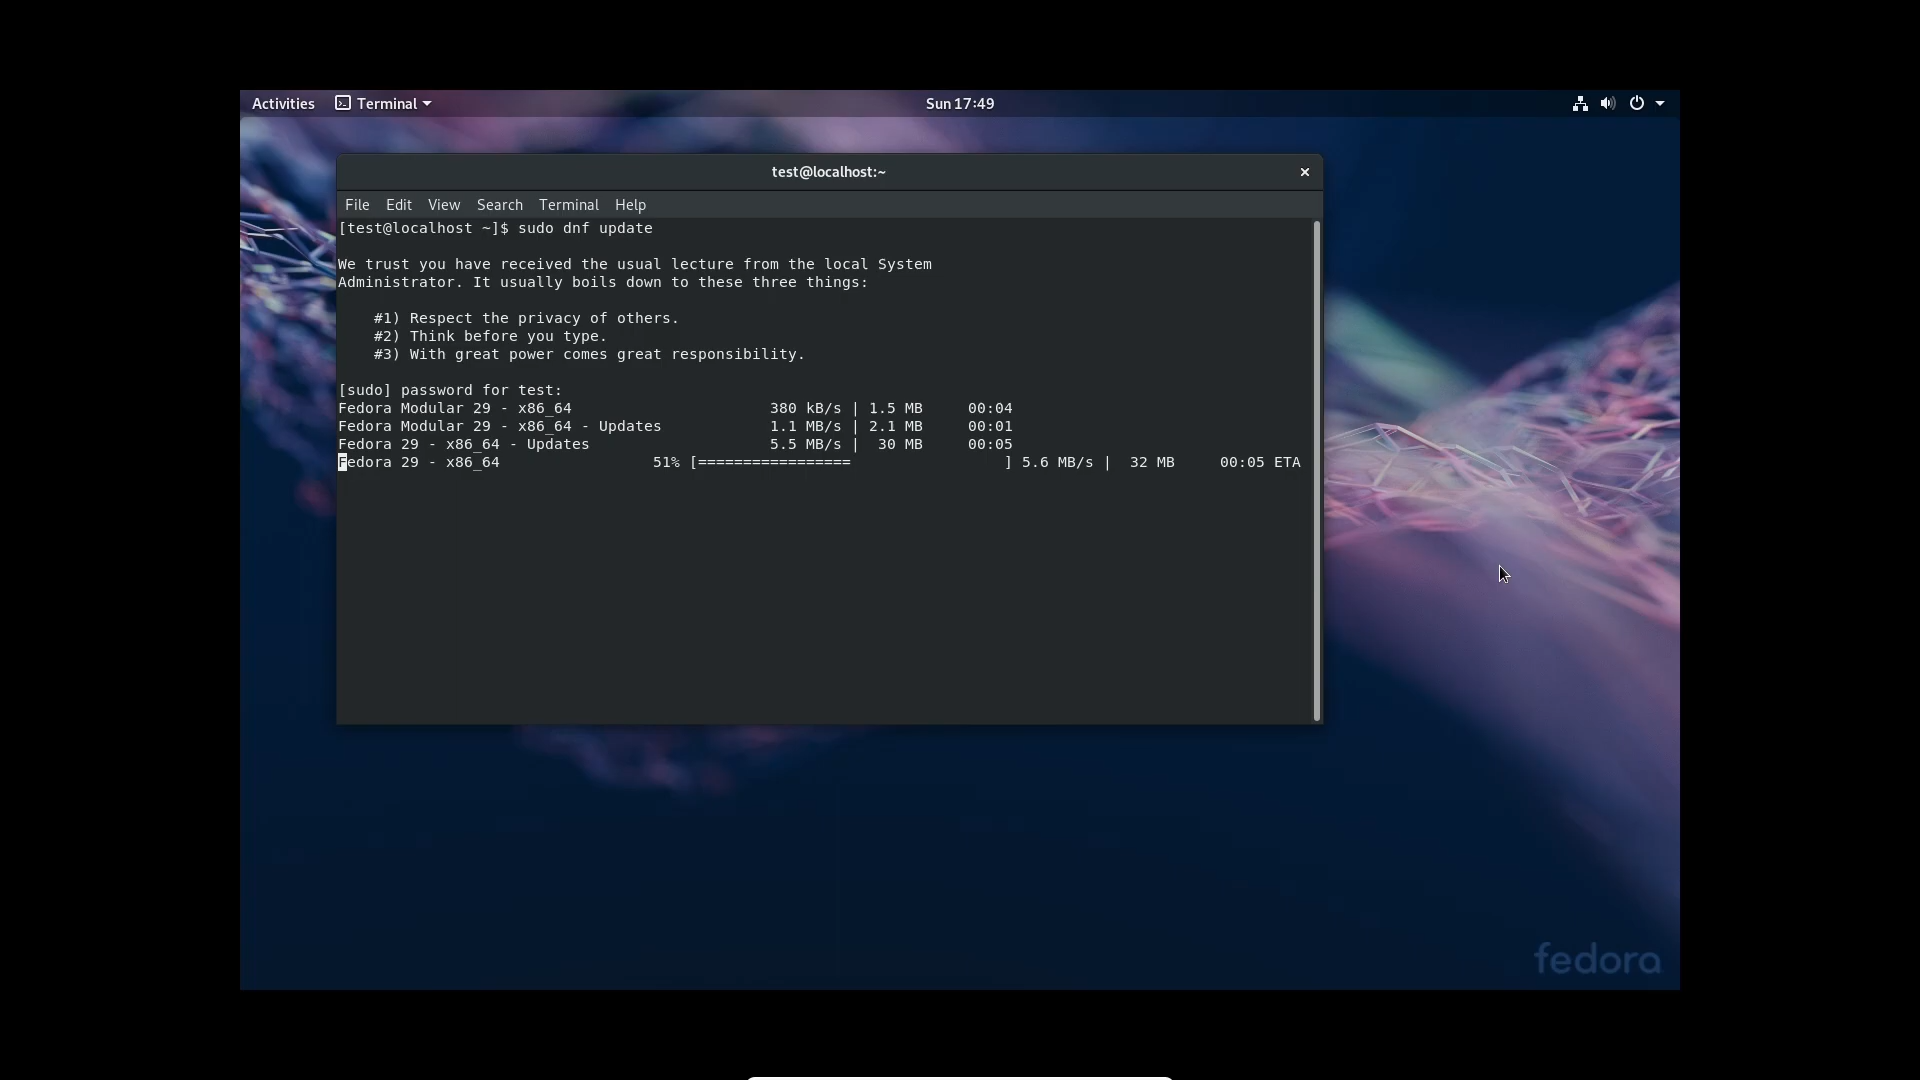 Activities Terminal Sun 17:49
test@localhost:~ ×
File Edit View Search Terminal Help
[test@localhost ~]$ sudo dnf update
We trust you have received the usual lecture from the local System
Administrator. It usually boils down to these three things:
#1) Respect the privacy of others.
#2) Think before you type.
#3) With great power comes great responsibility.
[sudo] password for test:
Fedora Modular 29 - x86_64 380 kB/s | 1.5 MB 00:04
Fedora Modular 29 - x86_64 - Updates 1.1 MB/s | 2.1 MB 00:01
Fedora 29 - x86_64 - Updates 5.5 MB/s | 30 MB 00:05
Fedora 29 - x86_64 51% [================= ] 5.6 MB/s | 32 MB 00:05 ETA
fedora